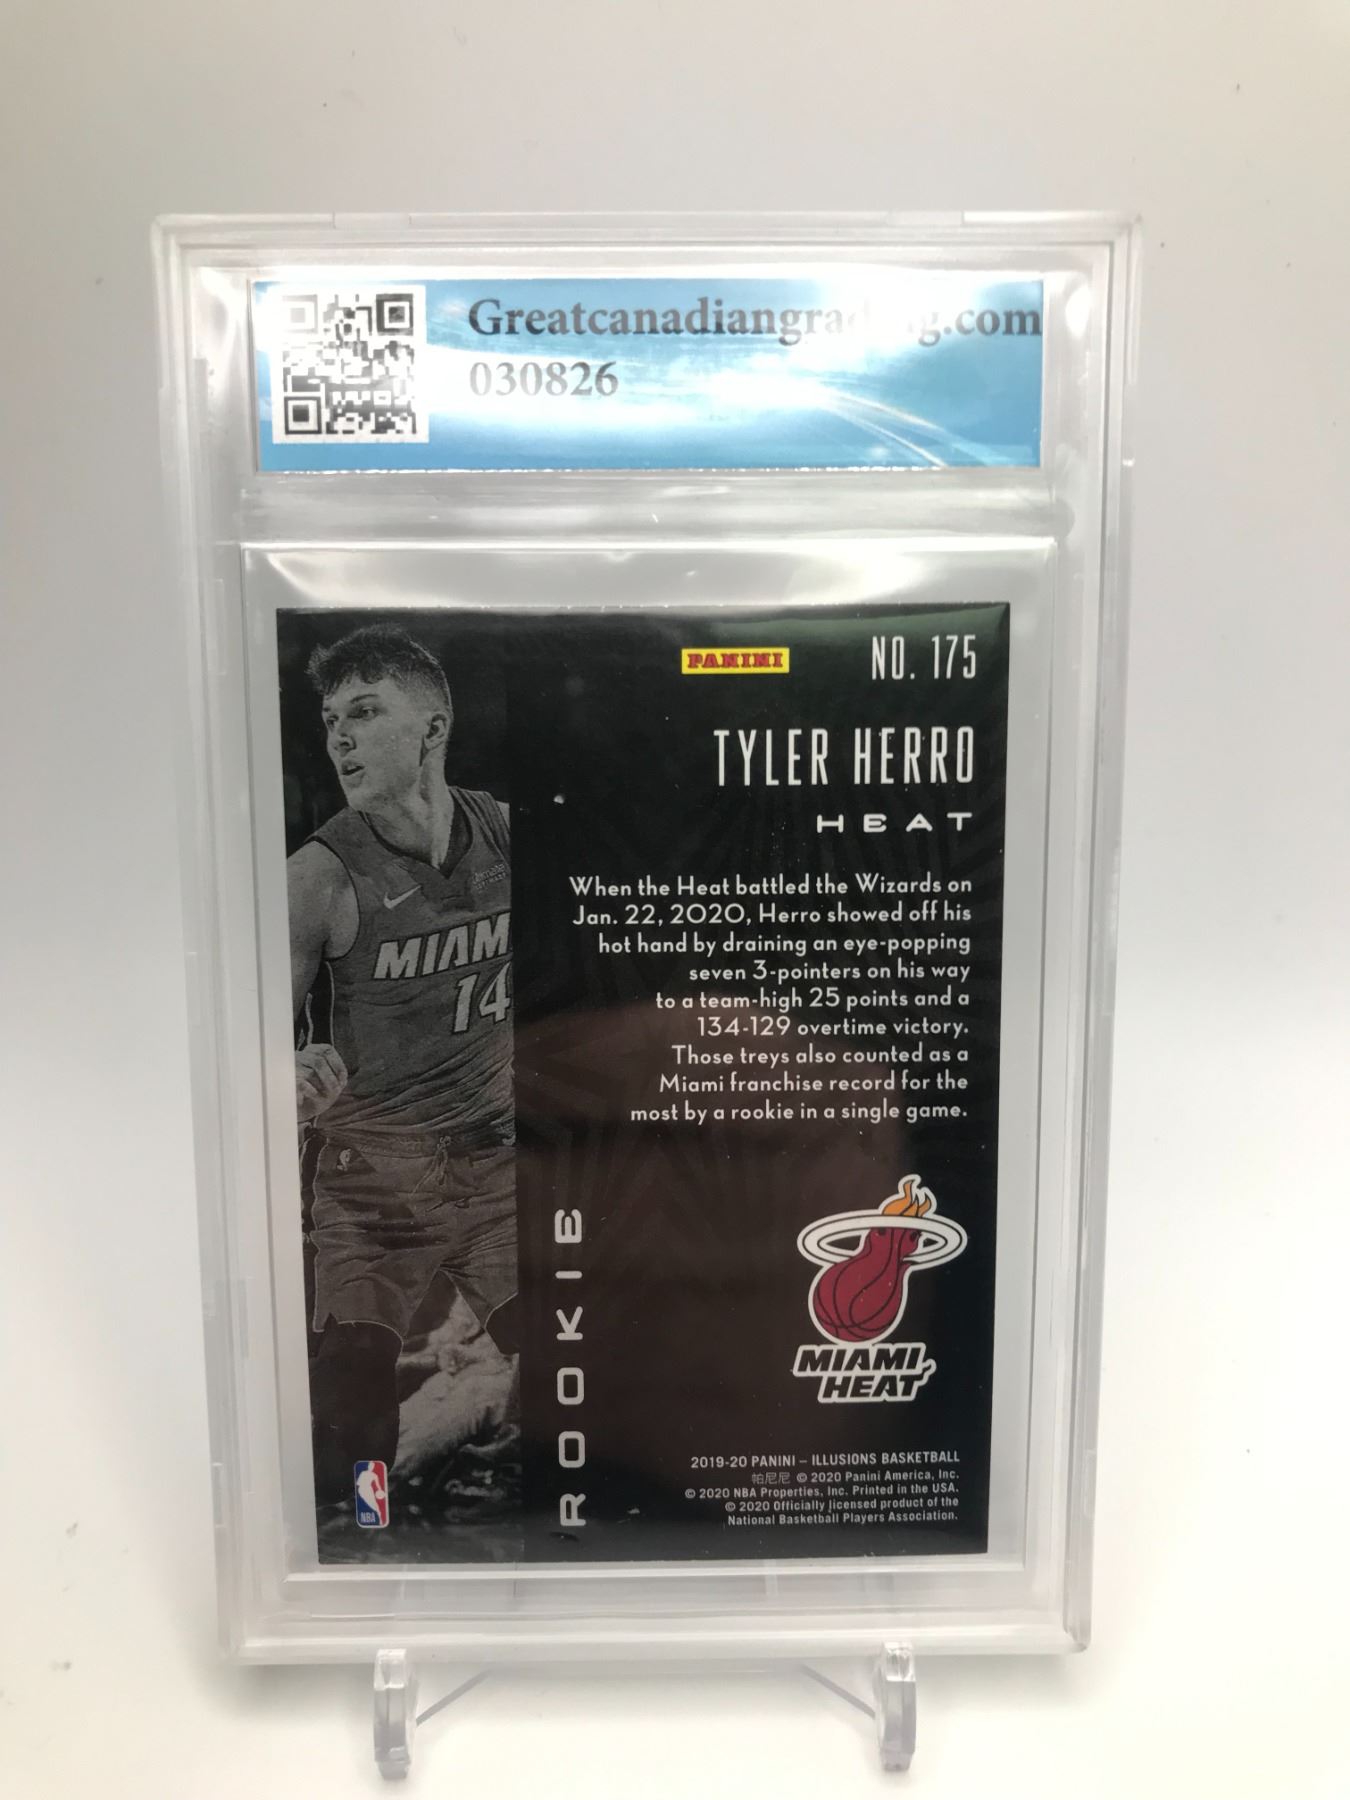 Greatcanadiangrading.com
030826
PANINI
NO. 175
TYLER HERRO
HEAT
When the Heat battled the Wizards on
Jan. 22, 2020, Herro showed off his
hot hand by draining an eye-popping
seven 3-pointers on his way
to a team-high 25 points and a
134-129 overtime victory.
Those treys also counted as a
Miami franchise record for the
most by a rookie in a single game.
MIAM
14
ROOKIE
MIAMI
HEAT
NBA
2019-20 PANINI – ILLUSIONS BASKETBALL
帕尼尼 © 2020 Panini America, Inc.
© 2020 NBA Properties, Inc. Printed in the USA.
© 2020 Officially licensed product of the
National Basketball Players Association.